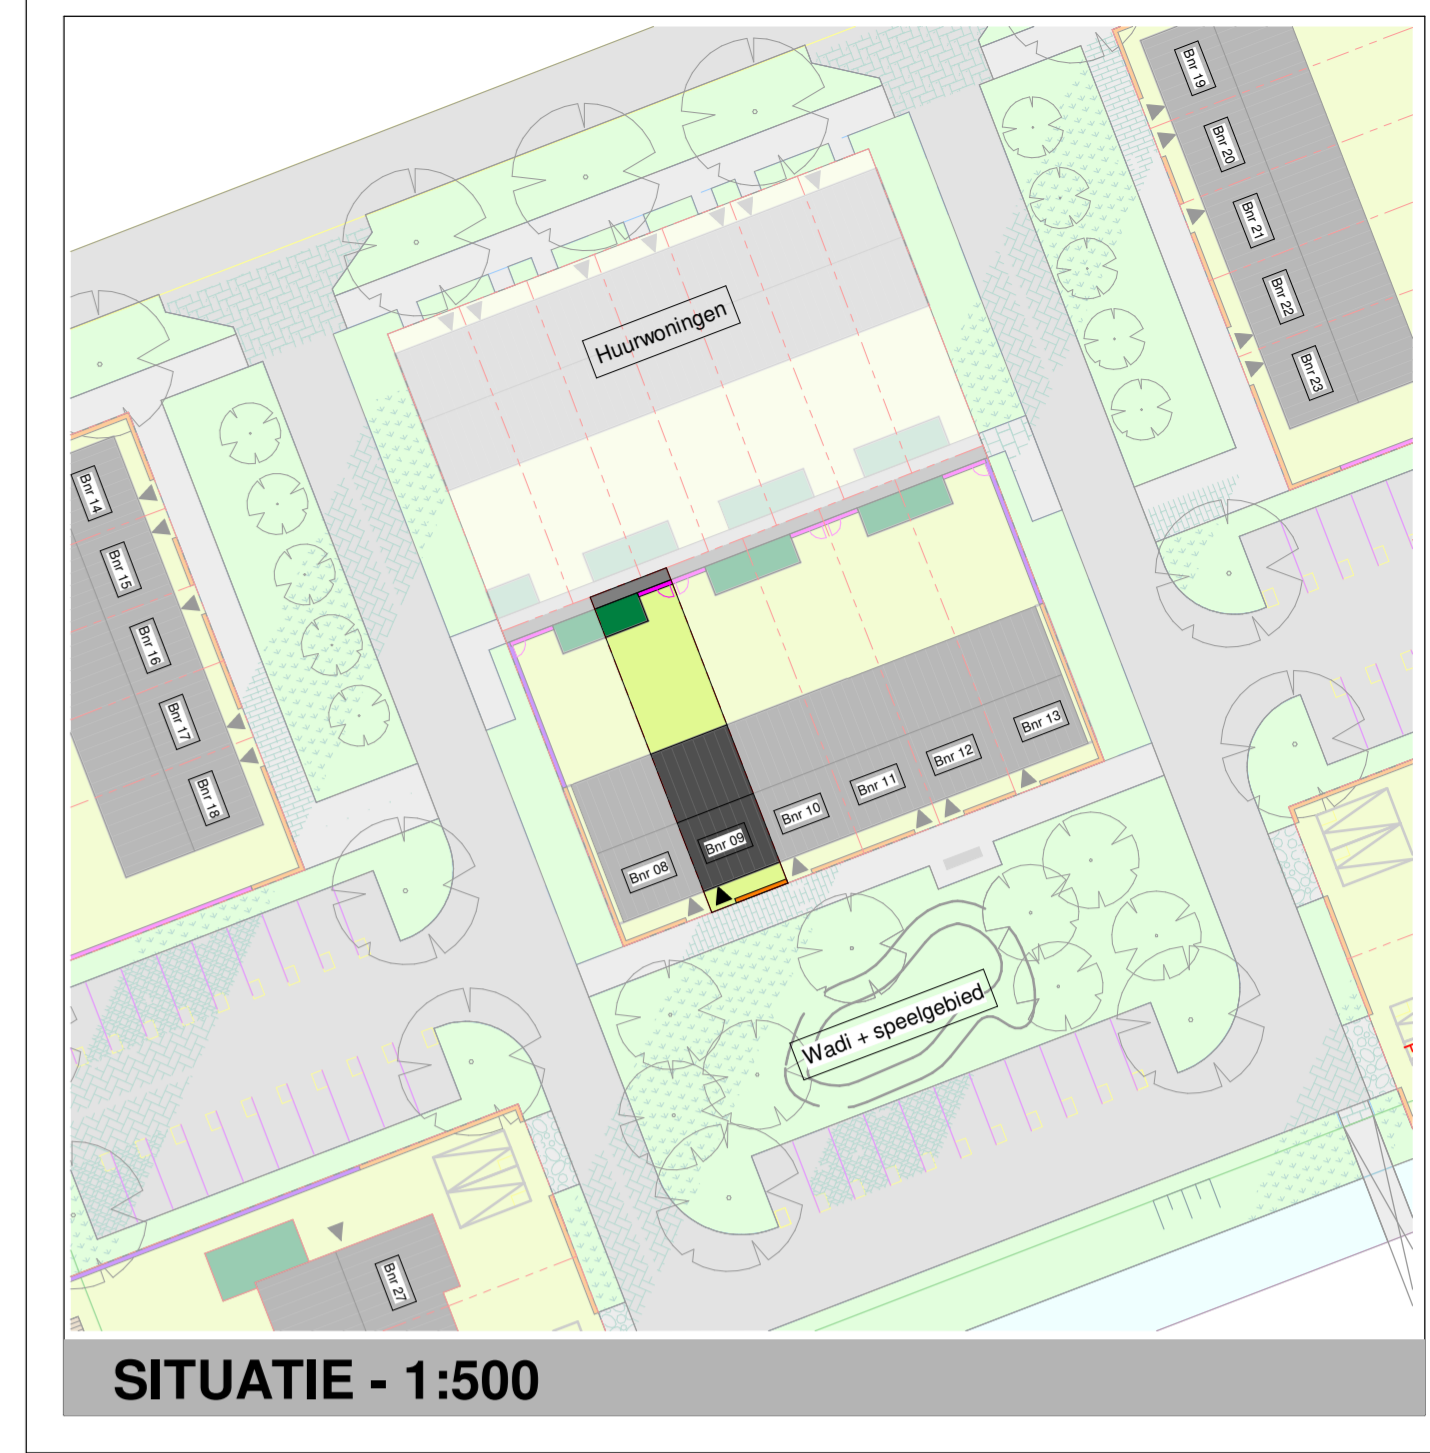 Bnr 19
Bnr 20
Bnr 21
Bnr 22
Bnr 23
Huurwoningen
Bnr 14
Bnr 15
Bnr 16
Bnr 17
Bnr 18
Bnr 08
Bnr 09
Bnr 10
Bnr 11
Bnr 12
Bnr 13
Wadi + speelgebied
Bnr 27
SITUATIE - 1:500